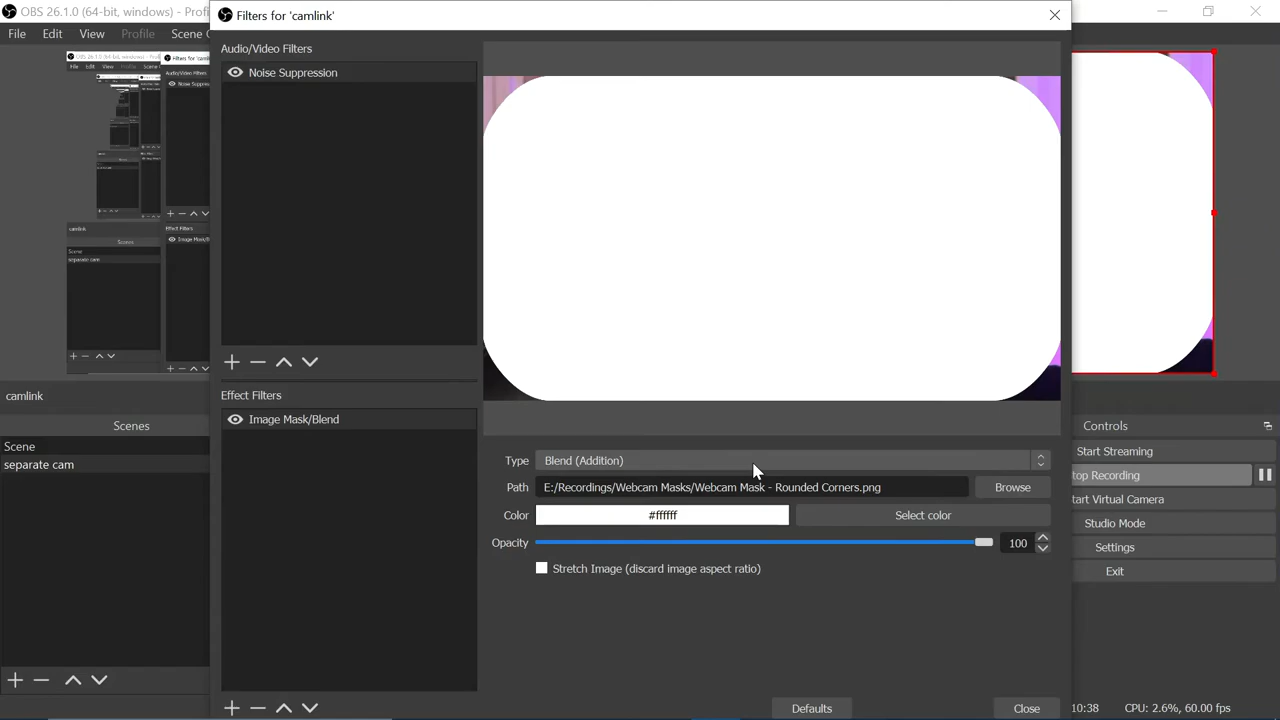 OBS 26.1.0 (64-bit, windows) - Profi
Filters for 'camlink'
File Edit View Profile Scene C
Audio/Video Filters
Noise Suppression
Effect Filters
Image Mask/Blend
Type Blend (Addition)
Path E:/Recordings/Webcam Masks/Webcam Mask - Rounded Corners.png Browse
Color #ffffff Select color
Opacity 100
Stretch Image (discard image aspect ratio)
Defaults Close
camlink
Scenes
Scene
separate cam
Controls
Start Streaming
top Recording
tart Virtual Camera
Studio Mode
Settings
Exit
10:38 CPU: 2.6%, 60.00 fps